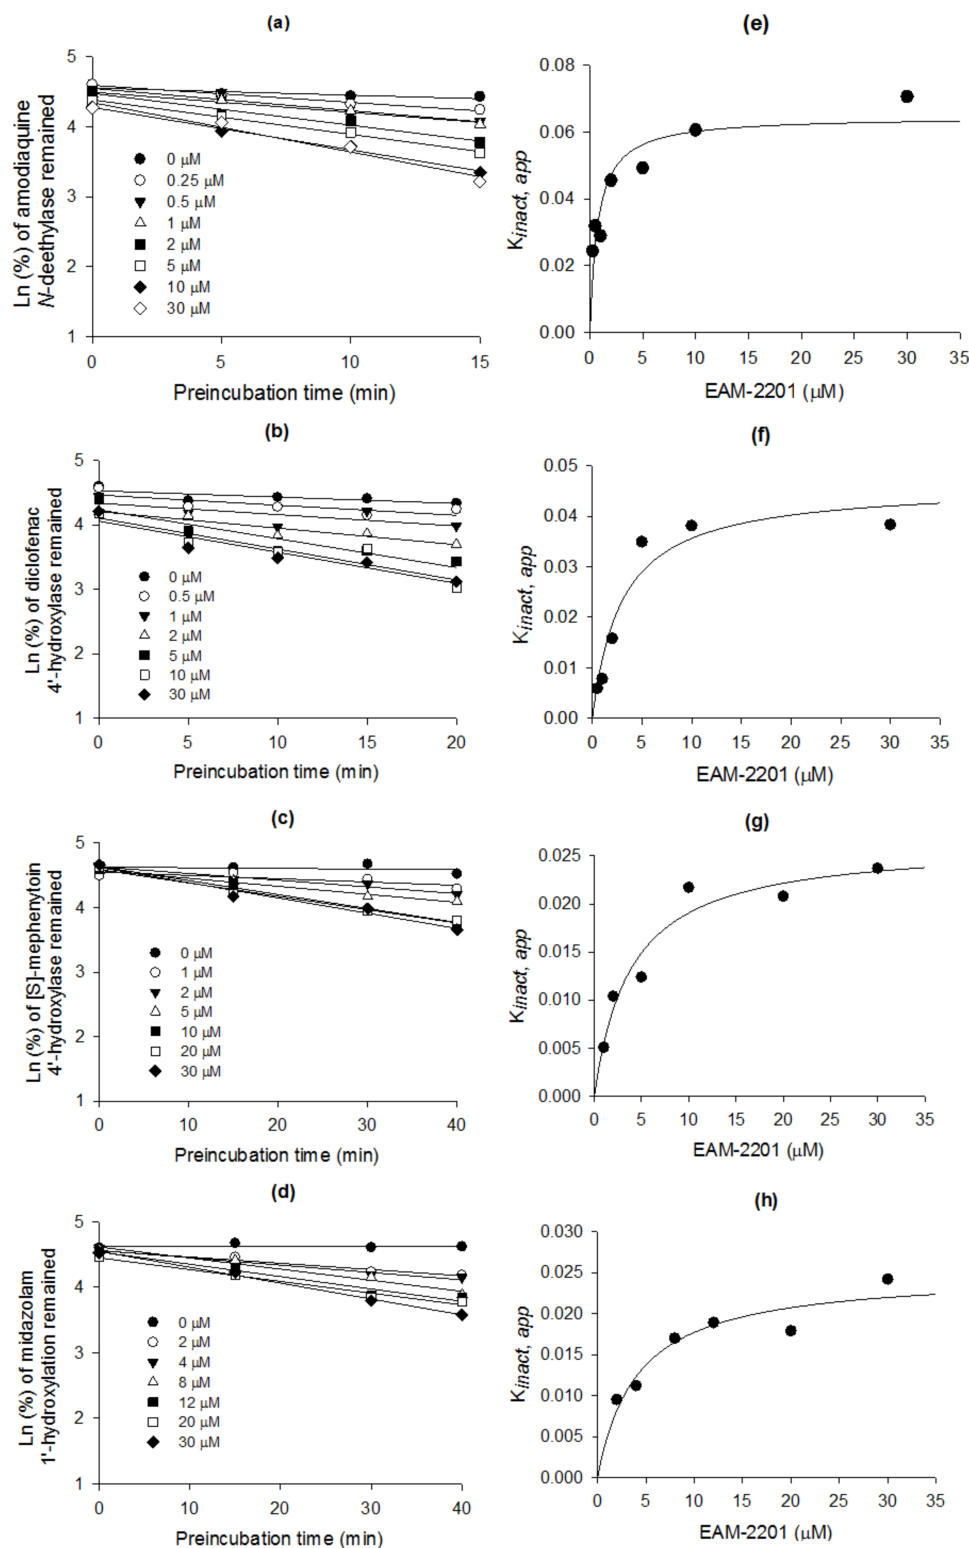 (a)
5
4
3
2
1
Ln (%) of amodiaquine
N-deethylase remained
0 μM
0.25 μM
0.5 μM
1 μM
2 μM
5 μM
10 μM
30 μM
0 5 10 15
Preincubation time (min)
(e)
0.08
0.06
0.04
0.02
0.00
Kinact, app
0 5 10 15 20 25 30 35
EAM-2201 (μM)
(b)
5
4
3
2
1
Ln (%) of diclofenac
4'-hydroxylase remained
0 μM
0.5 μM
1 μM
2 μM
5 μM
10 μM
30 μM
0 5 10 15 20
Preincubation time (min)
(f)
0.05
0.04
0.03
0.02
0.01
0.00
Kinact, app
0 5 10 15 20 25 30 35
EAM-2201 (μM)
(c)
5
4
3
2
1
Ln (%) of [S]-mephenytoin
4'-hydroxylase remained
0 μM
1 μM
2 μM
5 μM
10 μM
20 μM
30 μM
0 10 20 30 40
Preincubation time (min)
(g)
0.025
0.020
0.015
0.010
0.005
0.000
Kinact, app
0 5 10 15 20 25 30 35
EAM-2201 (μM)
(d)
5
4
3
2
1
Ln (%) of midazolam
1'-hydroxylation remained
0 μM
2 μM
4 μM
8 μM
12 μM
20 μM
30 μM
0 10 20 30 40
Preincubation time (min)
(h)
0.030
0.025
0.020
0.015
0.010
0.005
0.000
Kinact, app
0 5 10 15 20 25 30 35
EAM-2201 (μM)